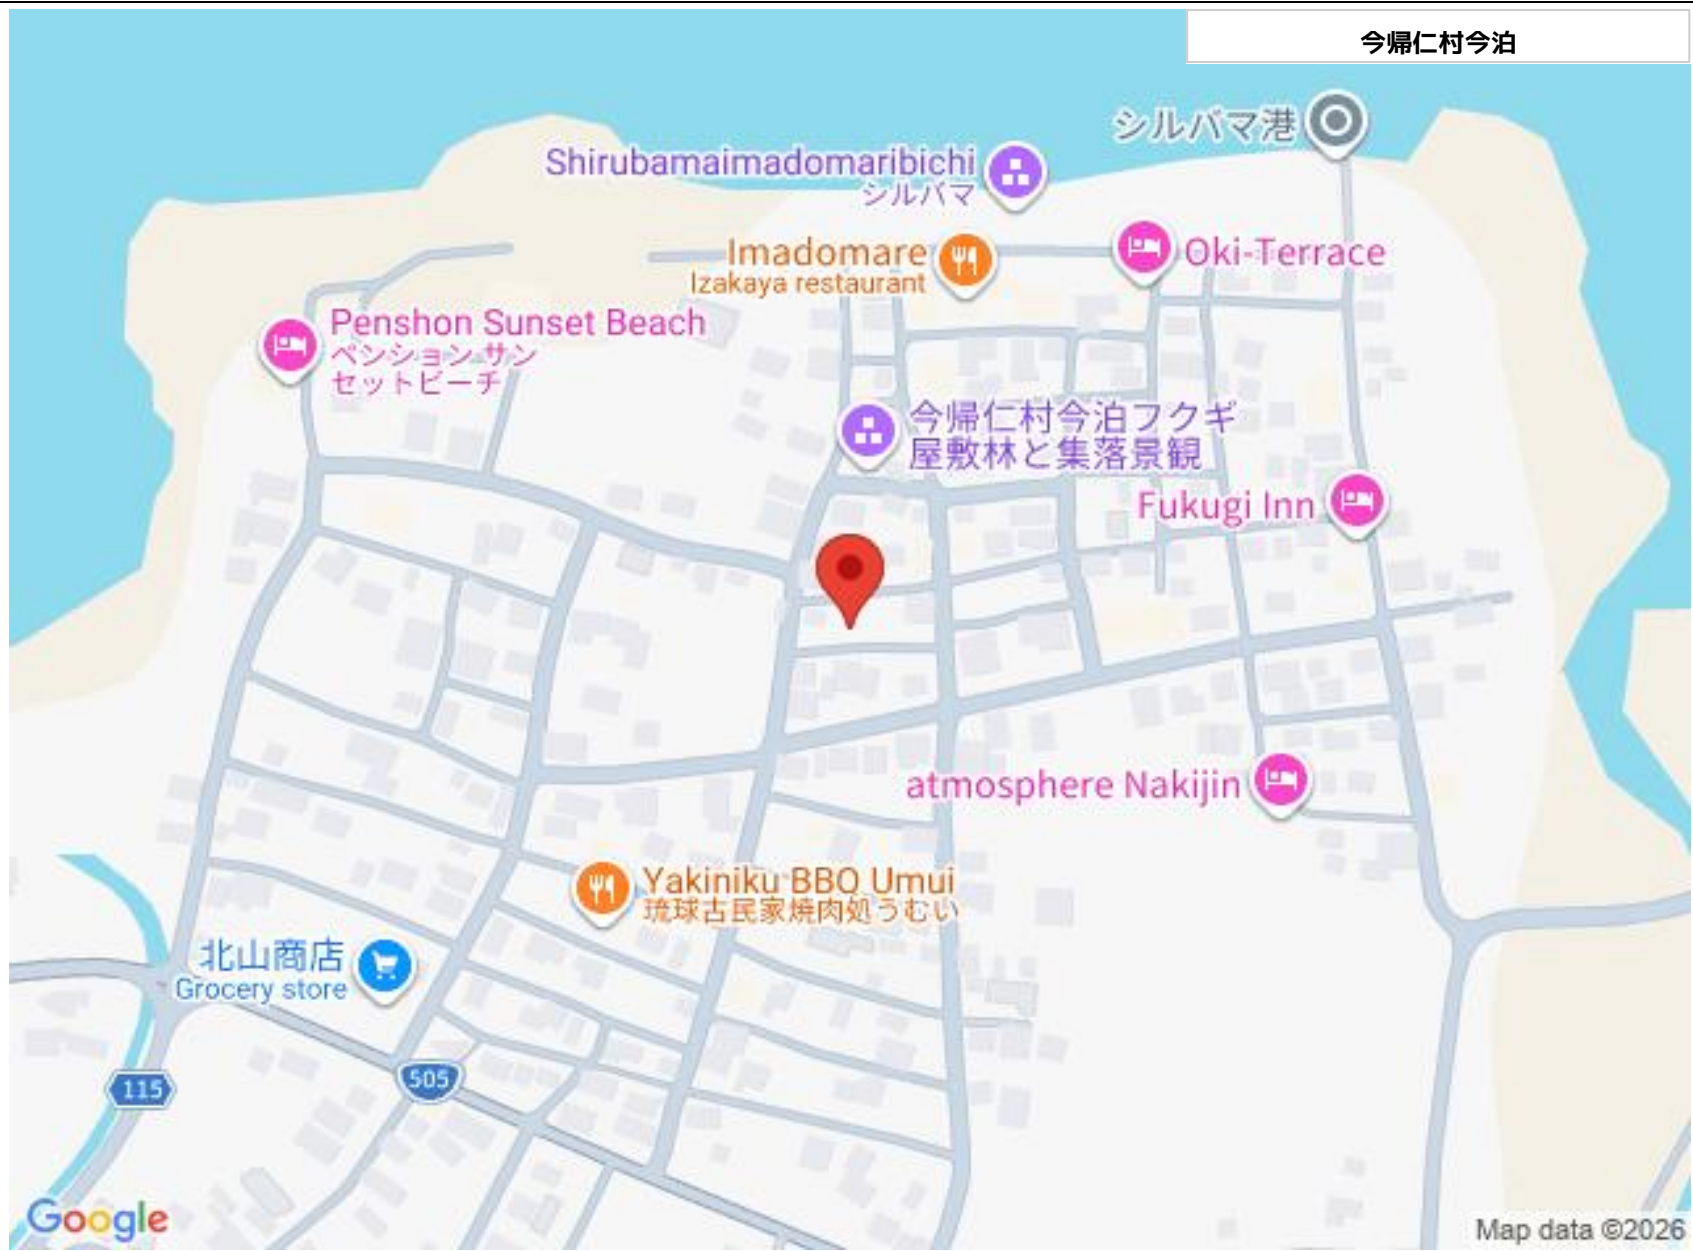 今帰仁村今泊
シルバマ港
Shirubamaimadomaribichi
シルバマ
Imadomare
Izakaya restaurant
Oki-Terrace
Penshon Sunset Beach
ペンション サン
セットビーチ
今帰仁村今泊フクギ
屋敷林と集落景観
Fukugi Inn
atmosphere Nakijin
Yakiniku BBQ Umui
琉球古民家焼肉処うむい
北山商店
Grocery store
505
115
Google
Map data ©2026